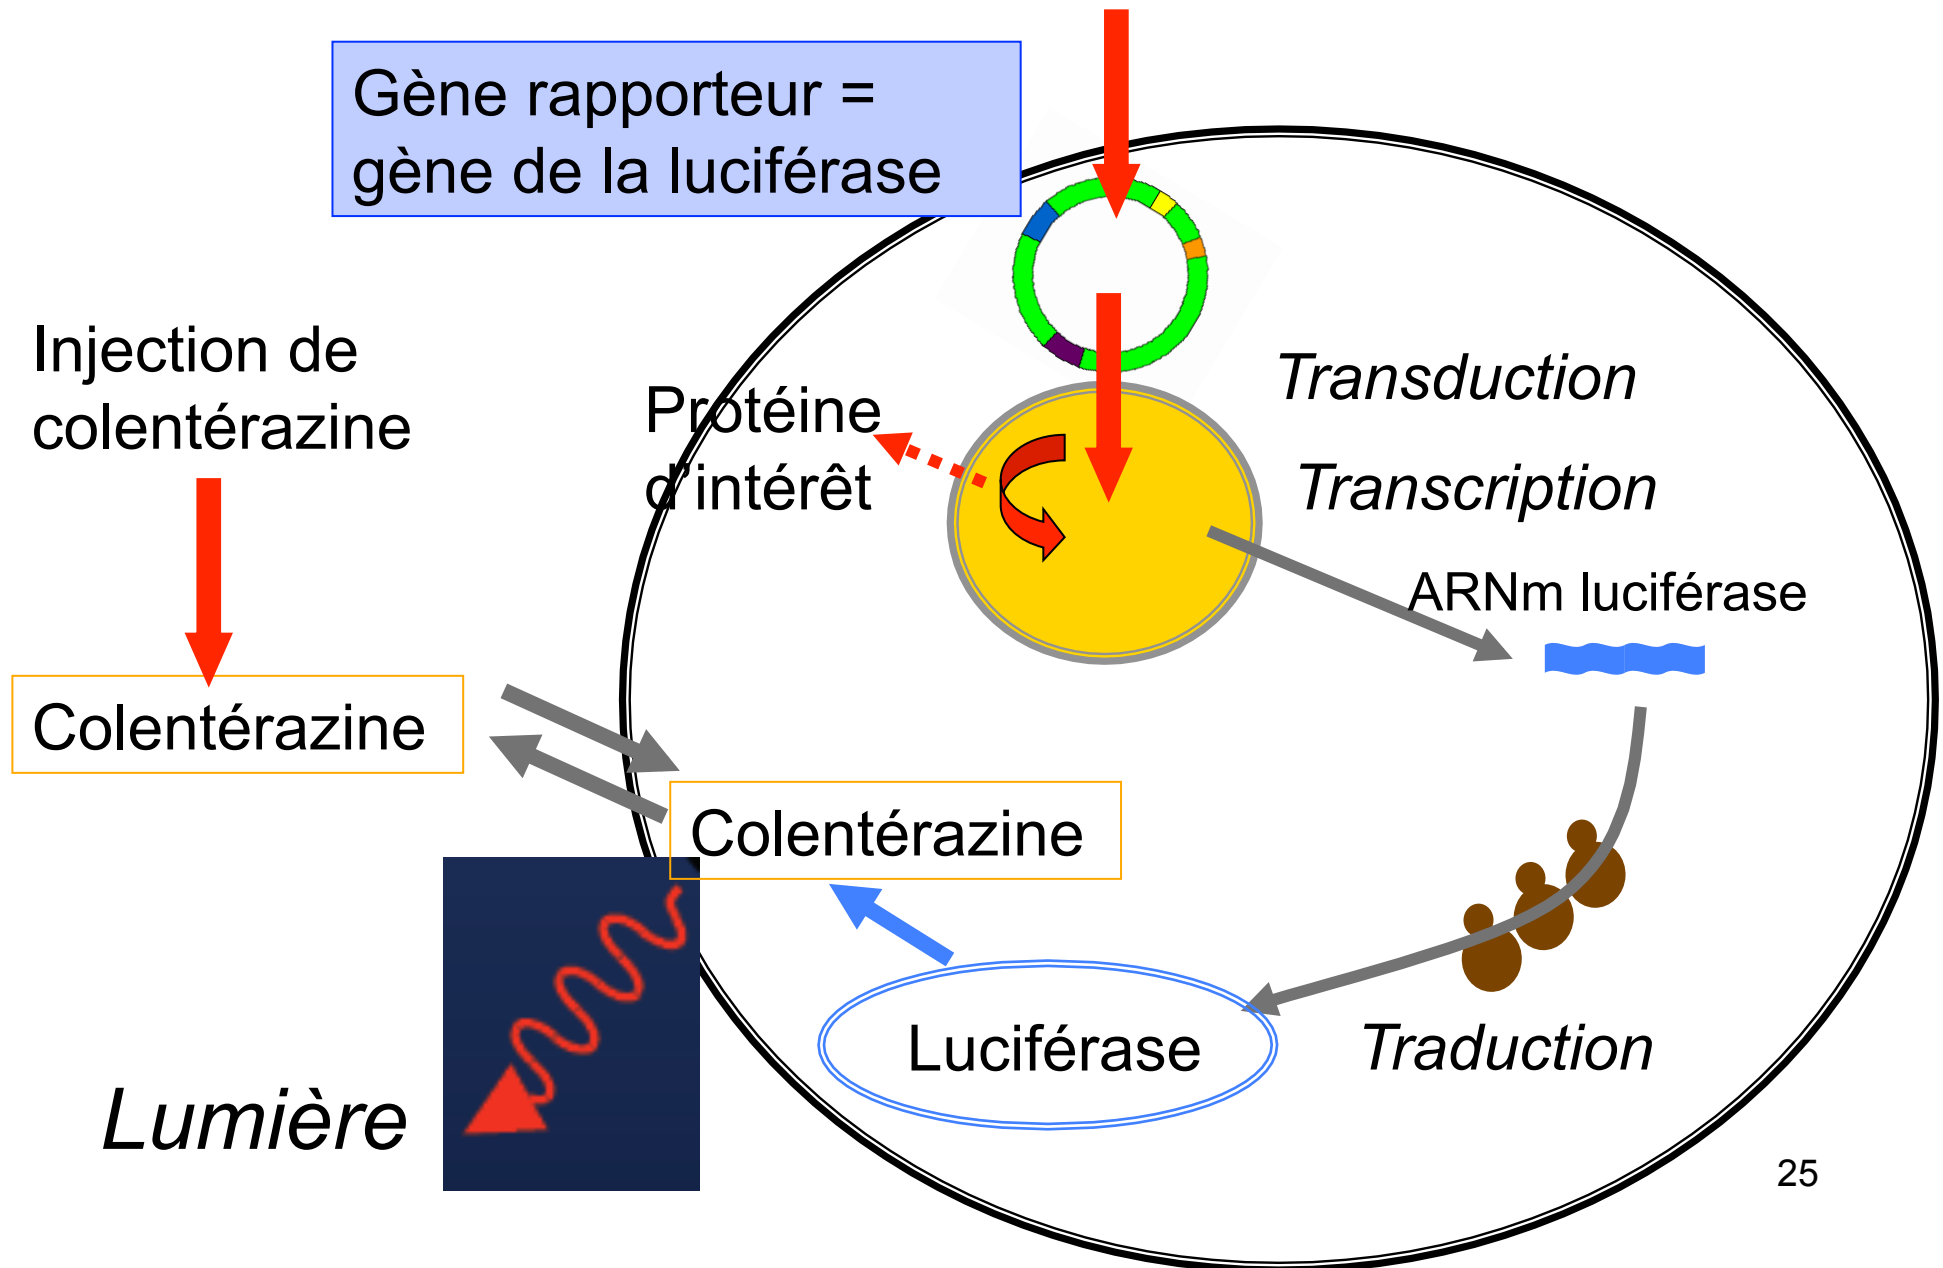 Gène rapporteur =
gène de la luciférase
Injection de
colentérazine
Protéine
d'intérêt
Transduction
Transcription
ARNm luciférase
Colentérazine
Colentérazine
Luciférase
Traduction
Lumière
25